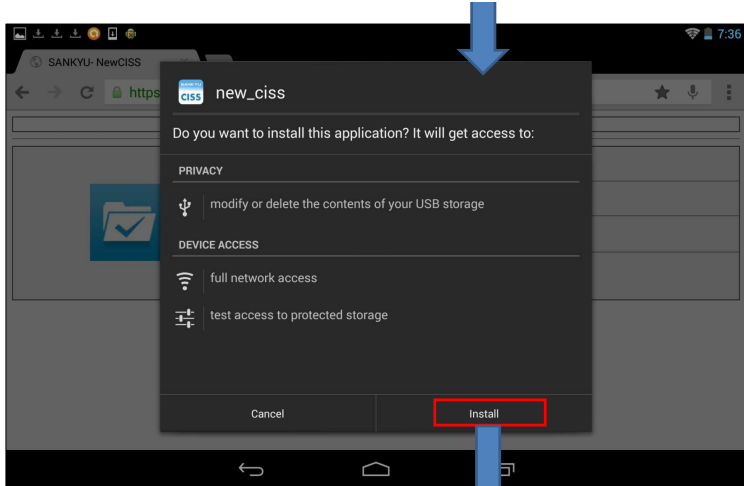 7:36
SANKYU- NewCISS
https
SANKYU
CISS
new_ciss
Do you want to install this application? It will get access to:
PRIVACY
modify or delete the contents of your USB storage
DEVICE ACCESS
full network access
test access to protected storage
Cancel
Install